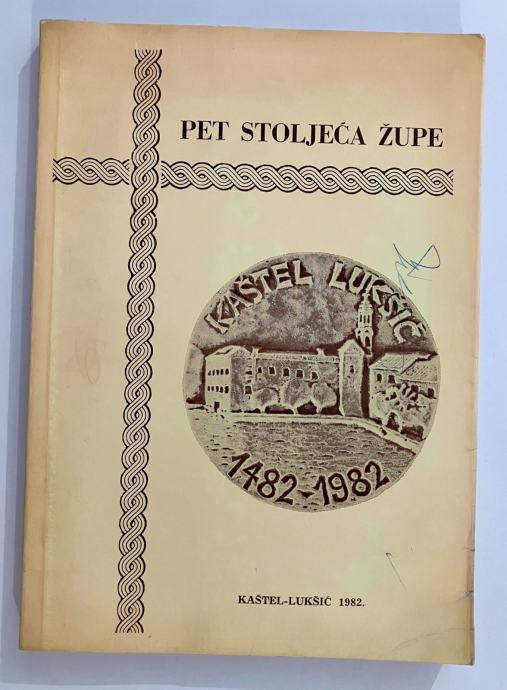 PET STOLJEĆA ŽUPE
KAŠTEL LUKŠIĆ
1482-1982
KAŠTEL-LUKŠIĆ 1982.